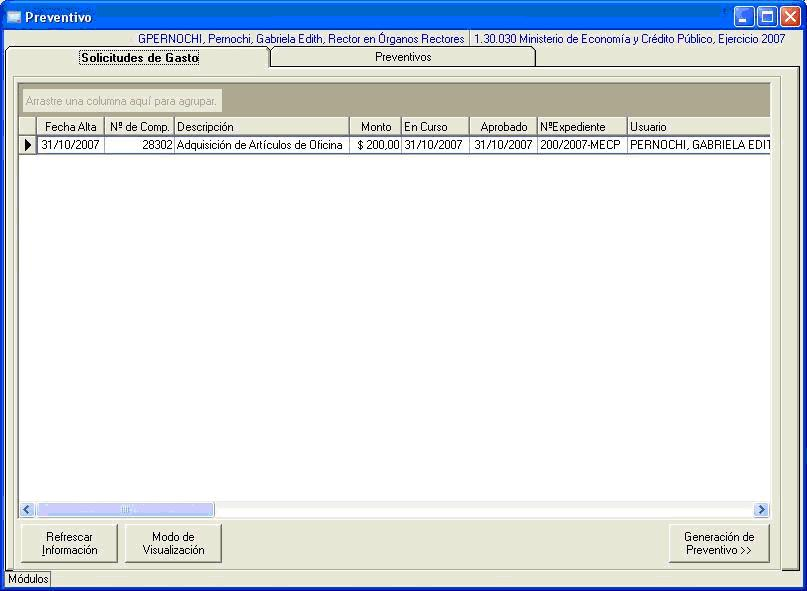 Preventivo
GPERNOCHI, Pernochi, Gabriela Edith, Rector en Órganos Rectores 1.30.030 Ministerio de Economía y Crédito Público, Ejercicio 2007
Solicitudes de Gasto Preventivos
Arrastre una columna aquí para agrupar.
Fecha Alta Nº de Comp. Descripción Monto En Curso Aprobado NºExpediente Usuario
31/10/2007 28302 Adquisición de Artículos de Oficina $ 200,00 31/10/2007 31/10/2007 200/2007-MECP PERNOCHI, GABRIELA EDIT
Refrescar Modo de Generación de
Información Visualización Preventivo >>
Módulos